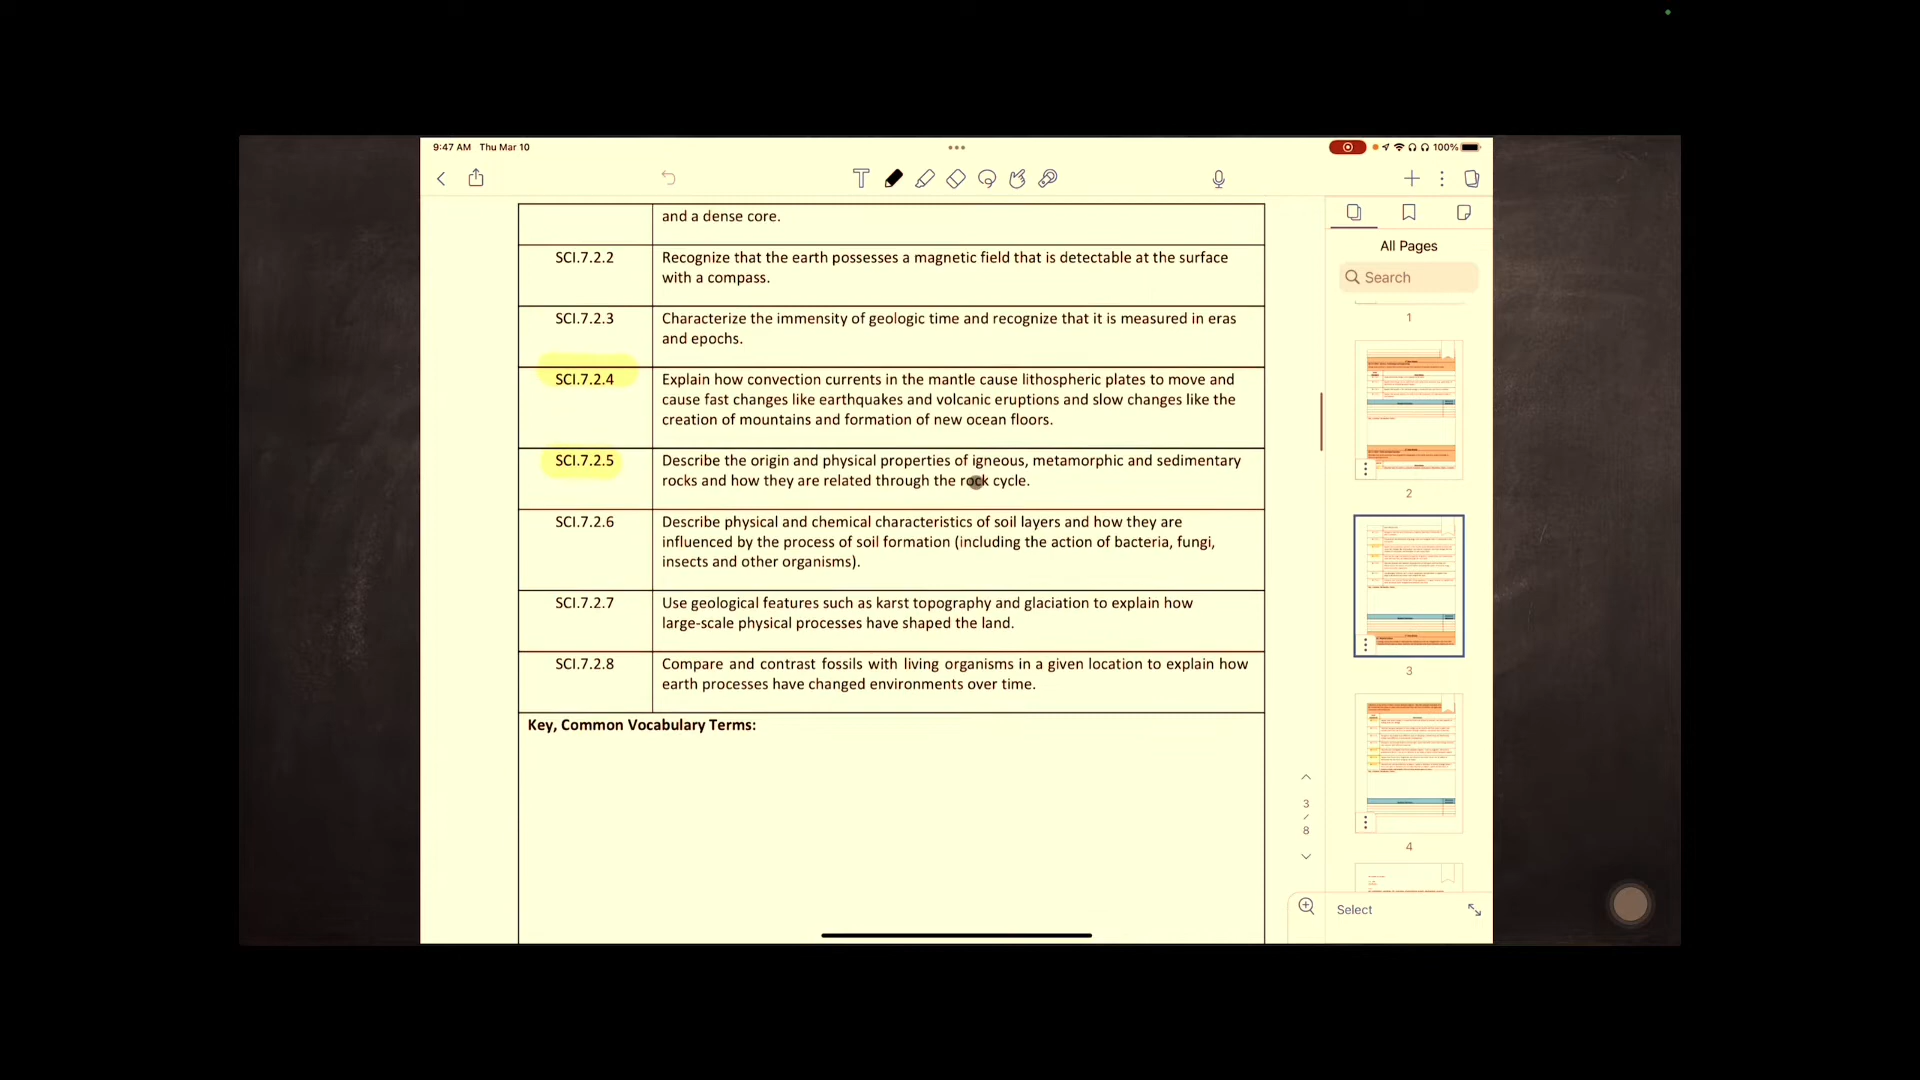 9:47 AM Thu Mar 10
100%
and a dense core.
SCI.7.2.2
Recognize that the earth possesses a magnetic field that is detectable at the surface
with a compass.
SCI.7.2.3
Characterize the immensity of geologic time and recognize that it is measured in eras
and epochs.
SCI.7.2.4
Explain how convection currents in the mantle cause lithospheric plates to move and
cause fast changes like earthquakes and volcanic eruptions and slow changes like the
creation of mountains and formation of new ocean floors.
SCI.7.2.5
Describe the origin and physical properties of igneous, metamorphic and sedimentary
rocks and how they are related through the rock cycle.
SCI.7.2.6
Describe physical and chemical characteristics of soil layers and how they are
influenced by the process of soil formation (including the action of bacteria, fungi,
insects and other organisms).
SCI.7.2.7
Use geological features such as karst topography and glaciation to explain how
large-scale physical processes have shaped the land.
SCI.7.2.8
Compare and contrast fossils with living organisms in a given location to explain how
earth processes have changed environments over time.
Key, Common Vocabulary Terms:
3
/
8
All Pages
Search
1
2
3
4
Select